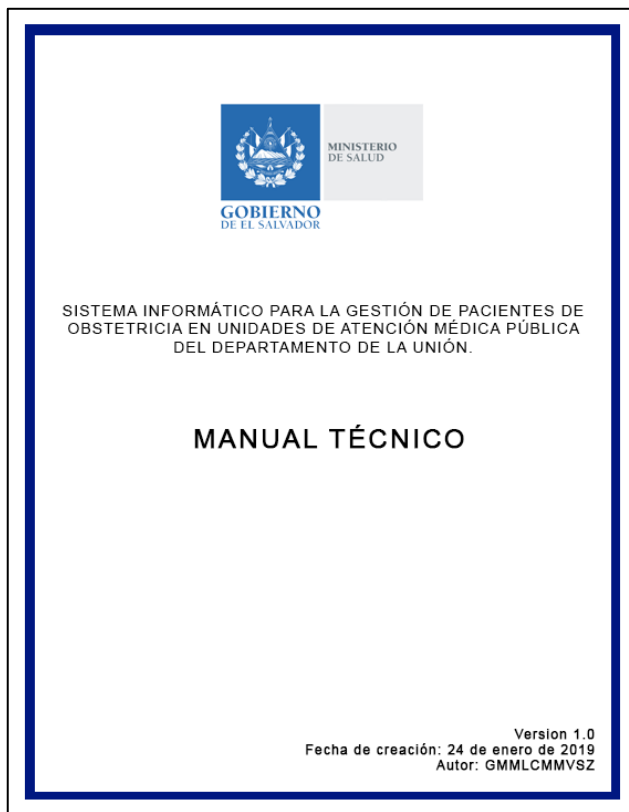 MINISTERIO
DE SALUD
GOBIERNO
DE EL SALVADOR
SISTEMA INFORMÁTICO PARA LA GESTIÓN DE PACIENTES DE
OBSTETRICIA EN UNIDADES DE ATENCIÓN MÉDICA PÚBLICA
DEL DEPARTAMENTO DE LA UNIÓN.
MANUAL TÉCNICO
Version 1.0
Fecha de creación: 24 de enero de 2019
Autor: GMMLCMMVSZ